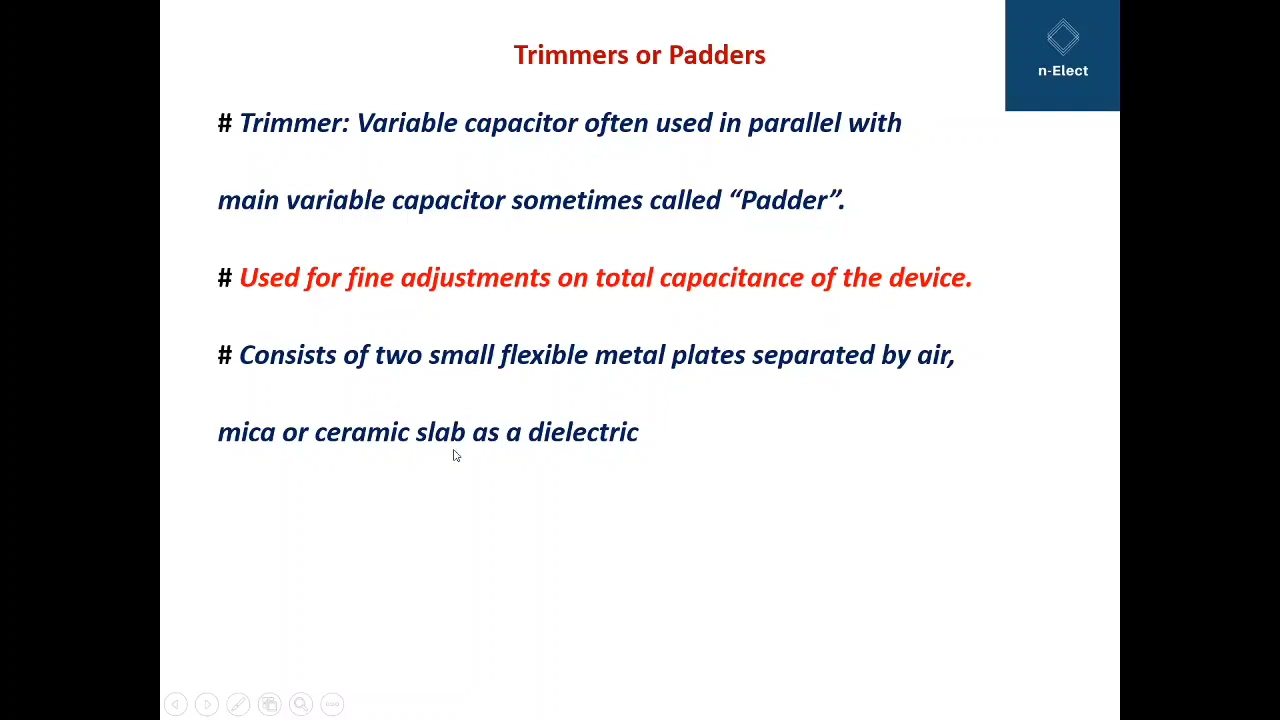 Trimmers or Padders
n-Elect
# Trimmer: Variable capacitor often used in parallel with
main variable capacitor sometimes called “Padder”.
# Used for fine adjustments on total capacitance of the device.
# Consists of two small flexible metal plates separated by air,
mica or ceramic slab as a dielectric